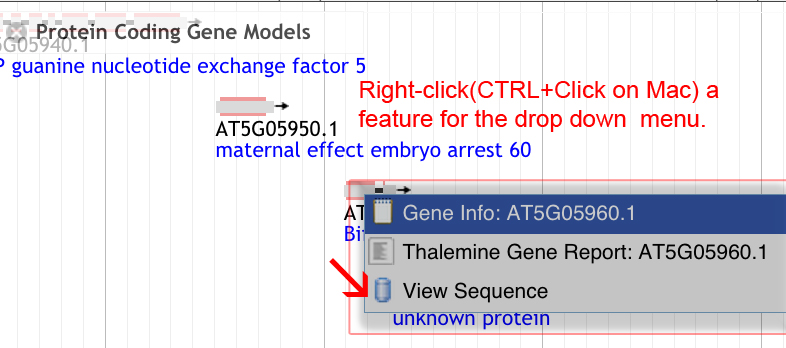 Protein Coding Gene Models
AT5G05940.1
P guanine nucleotide exchange factor 5
Right-click(CTRL+Click on Mac) a
feature for the drop down menu.
AT5G05950.1
maternal effect embryo arrest 60
AT
Gene Info: AT5G05960.1
Bi
Thalemine Gene Report: AT5G05960.1
View Sequence
unknown protein